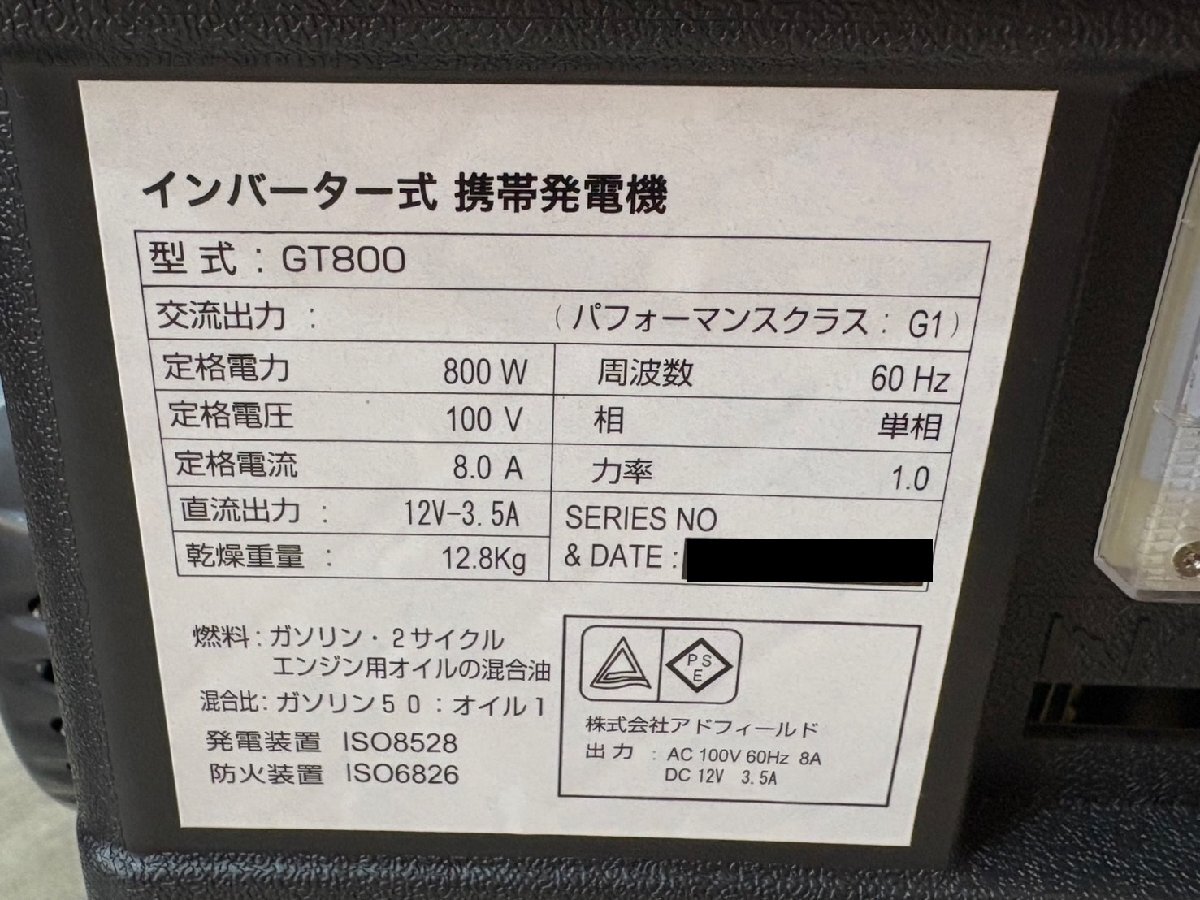 インバーター式 携帯発電機
型式：GT800
交流出力： （パフォーマンスクラス：G1）
定格電力 800 W 周波数 60 Hz
定格電圧 100 V 相 単相
定格電流 8.0 A 力率 1.0
直流出力： 12V-3.5A SERIES NO
乾燥重量： 12.8Kg & DATE：
燃料：ガソリン・2サイクル
エンジン用オイルの混合油
混合比：ガソリン50：オイル1
発電装置 ISO8528
防火装置 ISO6826
PS
E
株式会社アドフィールド
出力：AC 100V 60Hz 8A
DC 12V 3.5A